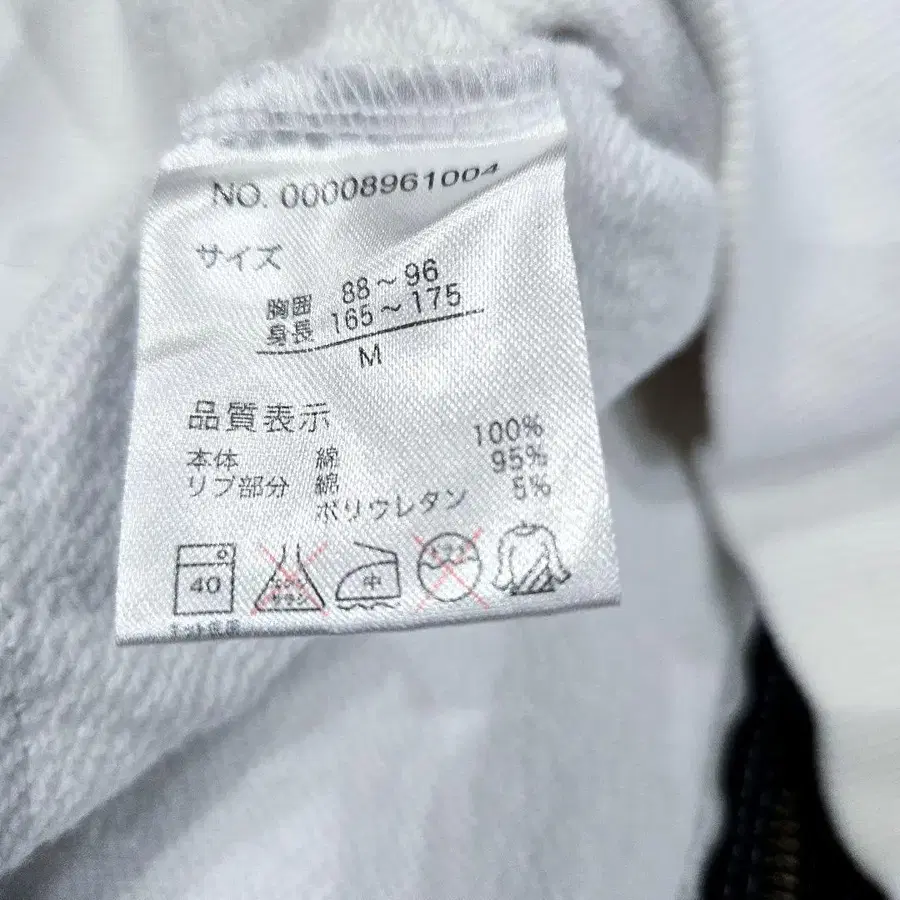 NO. 00008961004
サイズ
胸囲 88～96
身長 165～175
M
品質表示
本体 綿 100%
リブ部分 綿 95%
ポリウレタン 5%
40 中